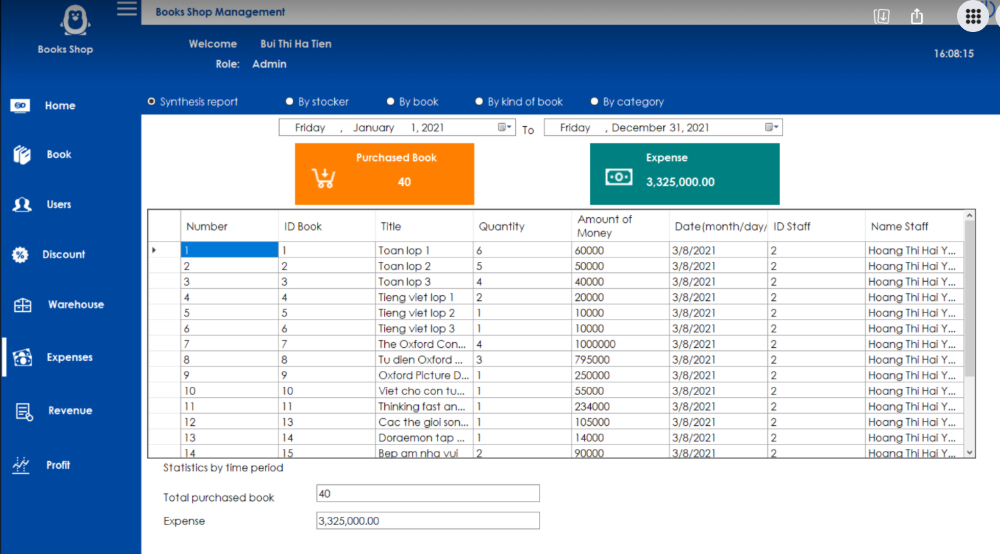 Books Shop Management
Books Shop
Welcome Bui Thi Ha Tien
Role: Admin
16:08:15
Home
Book
Users
Discount
Warehouse
Expenses
Revenue
Profit
Synthesis report By stocker By book By kind of book By category
Friday , January 1, 2021 To Friday , December 31, 2021
Purchased Book
40
Expense
3,325,000.00
Number ID Book Title Quantity Amount of Money Date(month/day/ ID Staff Name Staff
1 1 Toan lop 1 6 60000 3/8/2021 2 Hoang Thi Hai Y...
2 2 Toan lop 2 5 50000 3/8/2021 2 Hoang Thi Hai Y...
3 3 Toan lop 3 4 40000 3/8/2021 2 Hoang Thi Hai Y...
4 4 Tieng viet lop 1 2 20000 3/8/2021 2 Hoang Thi Hai Y...
5 5 Tieng viet lop 2 1 10000 3/8/2021 2 Hoang Thi Hai Y...
6 6 Tieng viet lop 3 1 10000 3/8/2021 2 Hoang Thi Hai Y...
7 7 The Oxford Con... 4 1000000 3/8/2021 2 Hoang Thi Hai Y...
8 8 Tu dien Oxford ... 3 795000 3/8/2021 2 Hoang Thi Hai Y...
9 9 Oxford Picture D... 1 250000 3/8/2021 2 Hoang Thi Hai Y...
10 10 Viet cho con tu... 1 55000 3/8/2021 2 Hoang Thi Hai Y...
11 11 Thinking fast an... 1 234000 3/8/2021 2 Hoang Thi Hai Y...
12 13 Cac the gioi son... 1 105000 3/8/2021 2 Hoang Thi Hai Y...
13 14 Doraemon tap ... 1 14000 3/8/2021 2 Hoang Thi Hai Y...
14 15 Bep am nha vui 2 90000 3/8/2021 2 Hoang Thi Hai Y...
Statistics by time period
Total purchased book 40
Expense 3,325,000.00